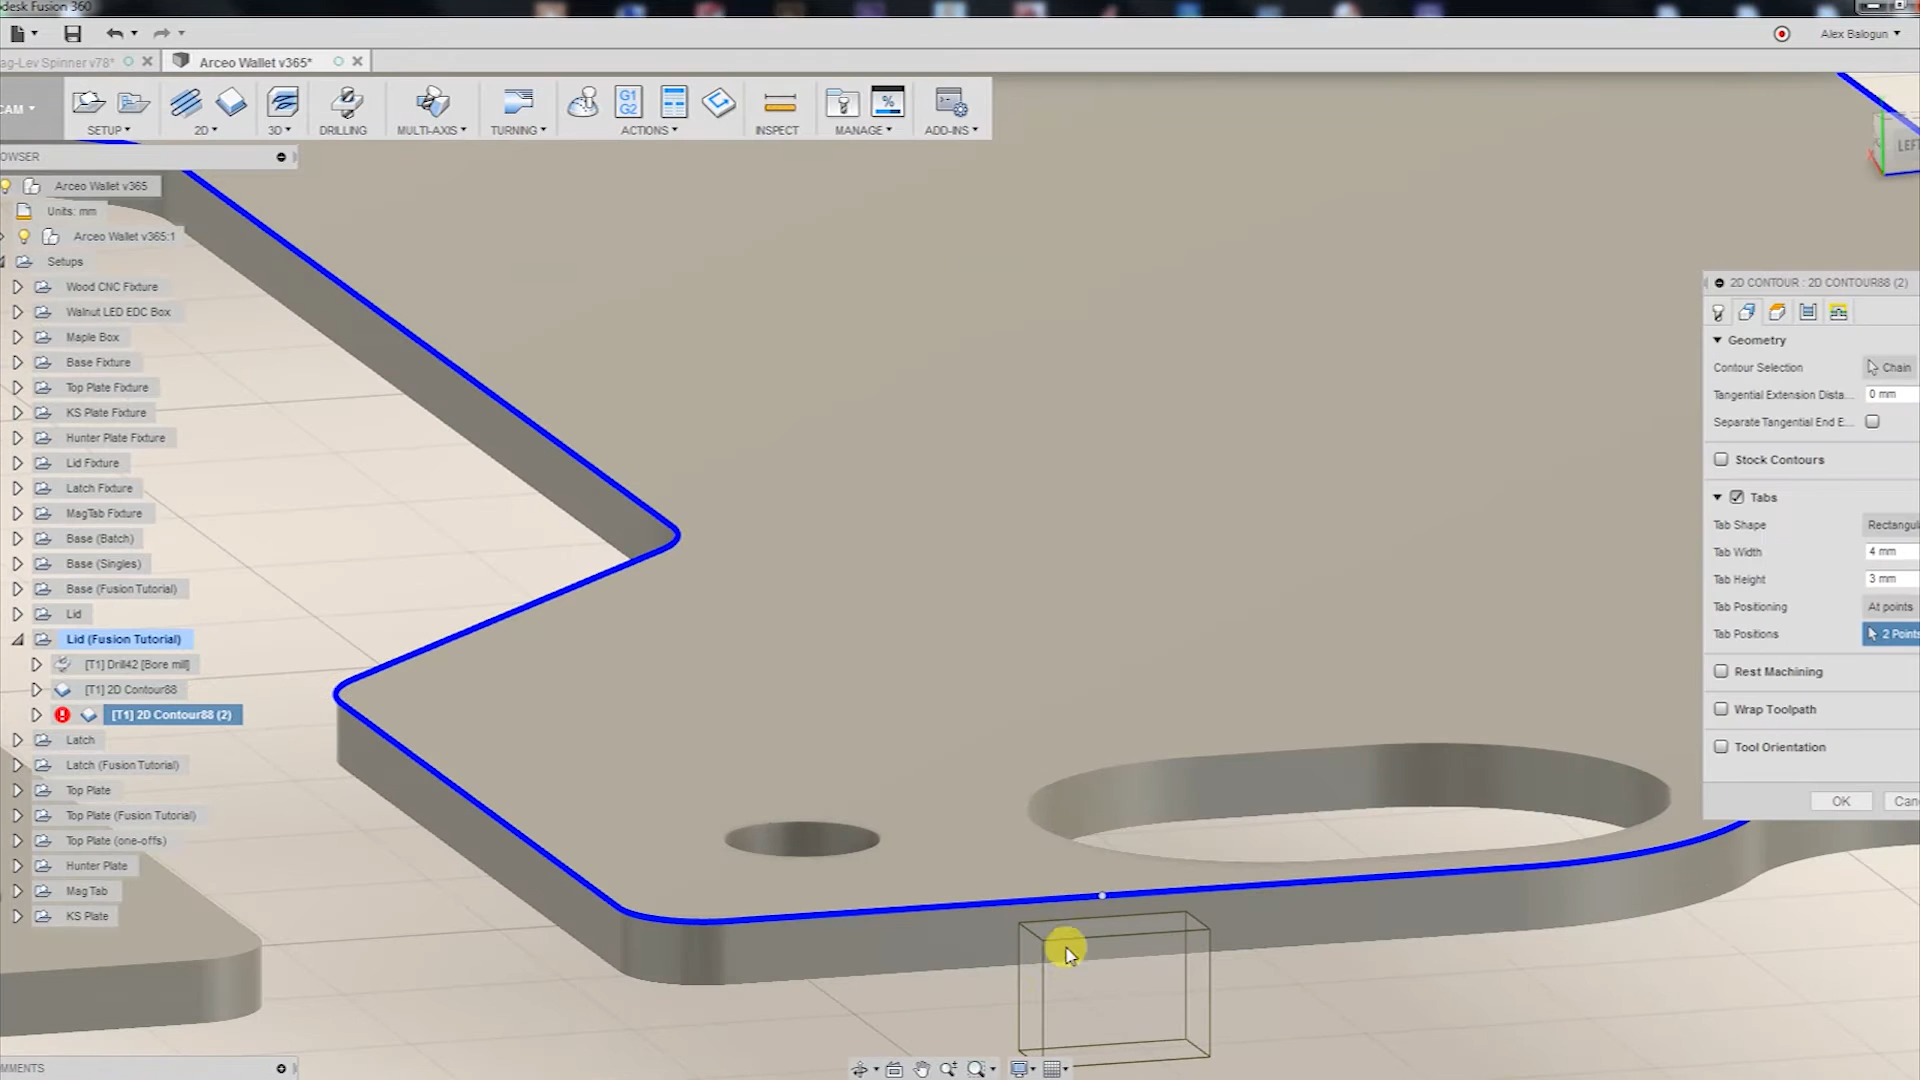 desk Fusion 360
Alex Balogun
ag-Lev Spinner v78*
Arceo Wallet v365*
CAM
G1
G2
%
SETUP
2D
3D
DRILLING
MULTI-AXIS
TURNING
ACTIONS
INSPECT
MANAGE
ADD-INS
LEFT
OWSER
Arceo Wallet v365
Units: mm
Arceo Wallet v365:1
Setups
Wood CNC Fixture
Walnut LED EDC Box
Maple Box
Base Fixture
Top Plate Fixture
KS Plate Fixture
Hunter Plate Fixture
Lid Fixture
Latch Fixture
MagTab Fixture
Base (Batch)
Base (Singles)
Base (Fusion Tutorial)
Lid
Lid (Fusion Tutorial)
[T1] Drill42 [Bore mill]
[T1] 2D Contour88
[T1] 2D Contour88 (2)
Latch
Latch (Fusion Tutorial)
Top Plate
Top Plate (Fusion Tutorial)
Top Plate (one-offs)
Hunter Plate
Mag Tab
KS Plate
OMMENTS
2D CONTOUR : 2D CONTOUR88 (2)
Geometry
Contour Selection Chain
Tangential Extension Dista... 0 mm
Separate Tangential End E...
Stock Contours
Tabs
Tab Shape Rectangul
Tab Width 4 mm
Tab Height 3 mm
Tab Positioning At points
Tab Positions 2 Points
Rest Machining
Wrap Toolpath
Tool Orientation
OK Canc